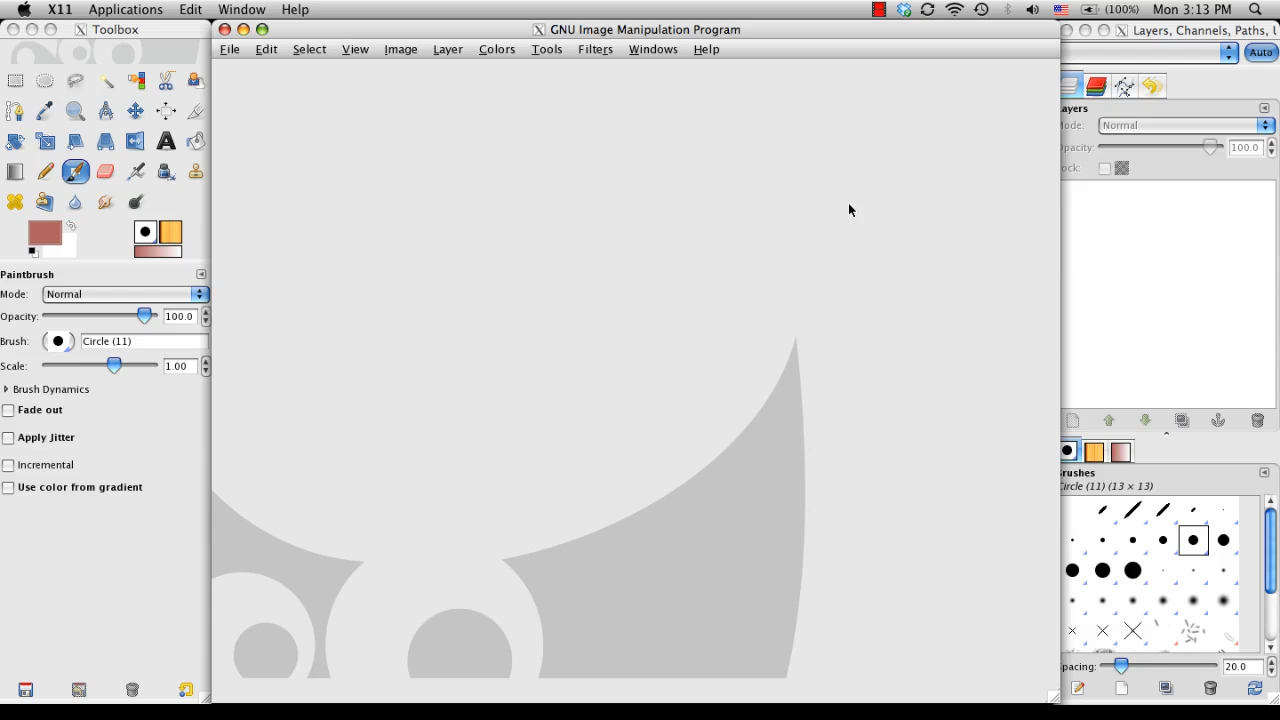 X11 Applications Edit Window Help (100%) Mon 3:13 PM
Toolbox
GNU Image Manipulation Program
Layers, Channels, Paths,
File Edit Select View Image Layer Colors Tools Filters Windows Help
Auto
ayers
Mode: Normal
Opacity: 100.0
ock:
Paintbrush
Mode: Normal
Opacity: 100.0
Brush: Circle (11)
Scale: 1.00
Brush Dynamics
Fade out
Apply Jitter
Incremental
Use color from gradient
Brushes
Circle (11) (13 × 13)
pacing: 20.0